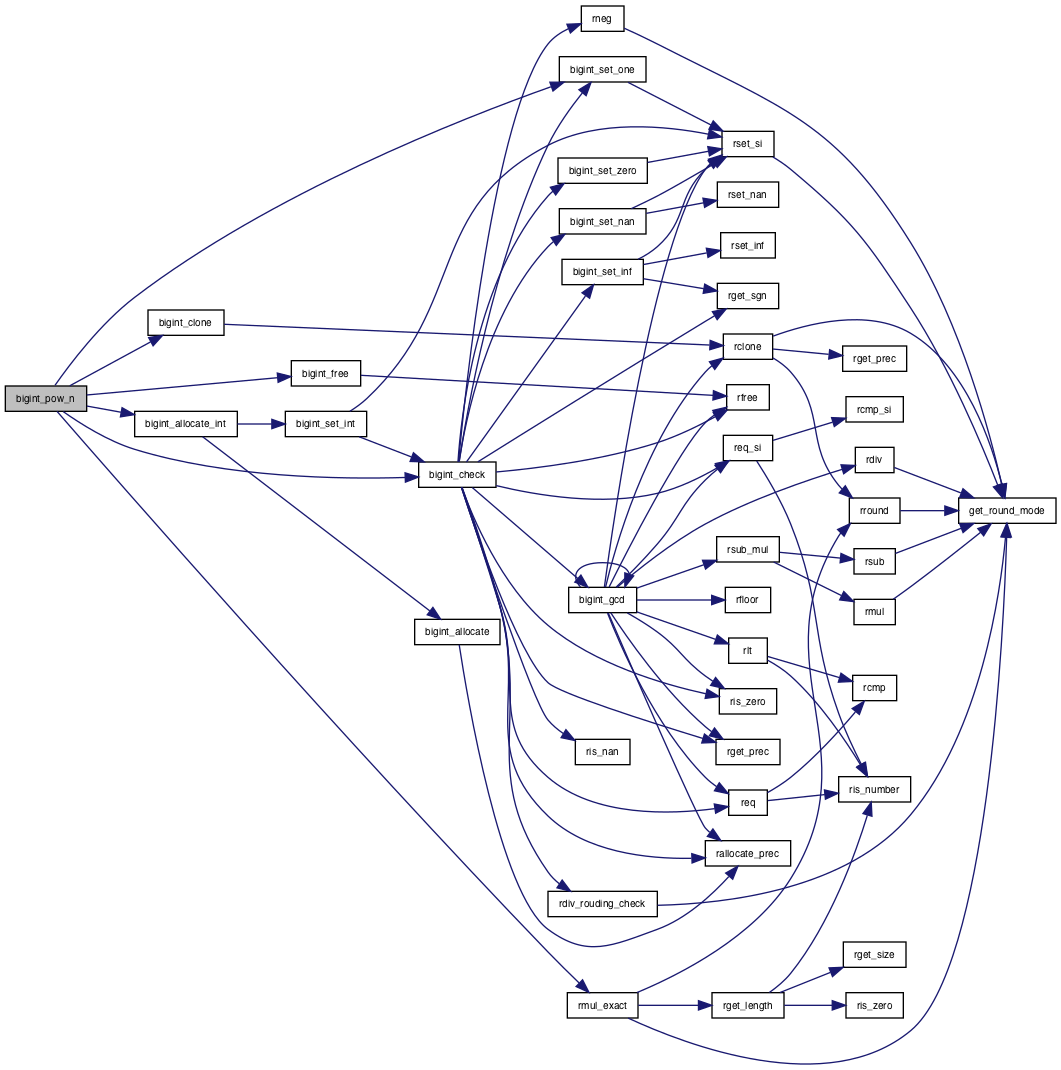 rneg
bigint_set_one
rset_si
bigint_set_zero
rset_nan
bigint_set_nan
rset_inf
bigint_set_inf
rget_sgn
bigint_clone
rclone
rget_prec
bigint_free
bigint_pow_n
rfree
rcmp_si
bigint_allocate_int
bigint_set_int
req_si
rdiv
bigint_check
rround
get_round_mode
rsub_mul
rsub
bigint_gcd
rfloor
rmul
bigint_allocate
rlt
rcmp
ris_zero
ris_nan
rget_prec
ris_number
req
rallocate_prec
rdiv_rouding_check
rget_size
rmul_exact
rget_length
ris_zero